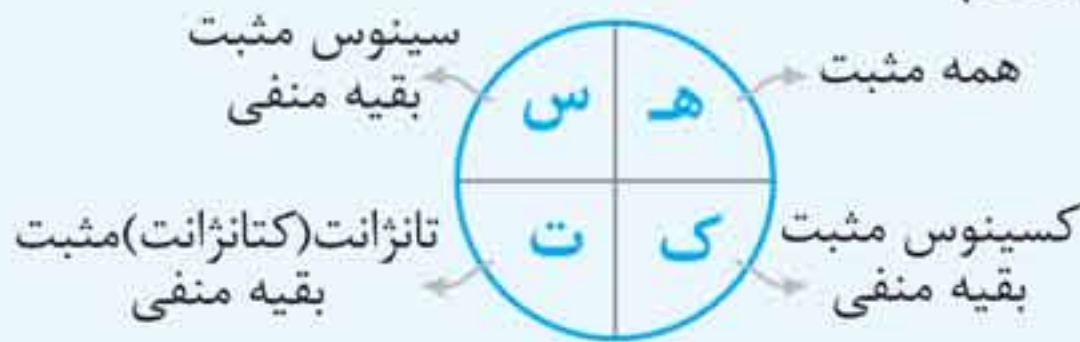 همه مثبت
هـ
سینوس مثبت
بقیه منفی
س
تانژانت(کتانژانت)مثبت
بقیه منفی
ت
کسینوس مثبت
بقیه منفی
ک